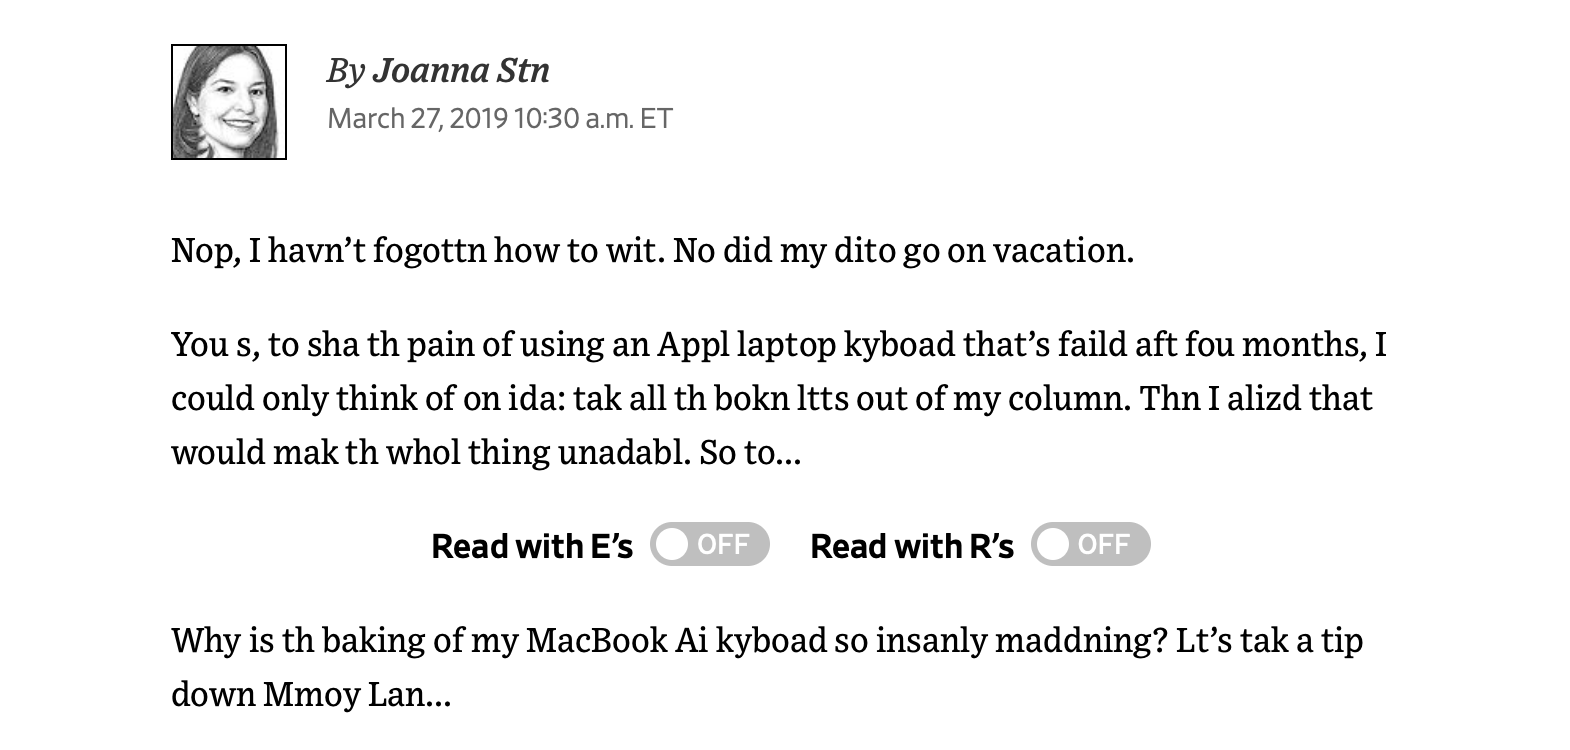 By Joanna Stn
March 27, 2019 10:30 a.m. ET
Nop, I havn’t fogottn how to wit. No did my dito go on vacation.
You s, to sha th pain of using an Appl laptop kyboad that’s faild aft fou months, I
could only think of on ida: tak all th bokn ltts out of my column. Thn I alizd that
would mak th whol thing unadabl. So to...
Read with E’s OFF Read with R’s OFF
Why is th baking of my MacBook Ai kyboad so insanly maddning? Lt’s tak a tip
down Mmoy Lan...